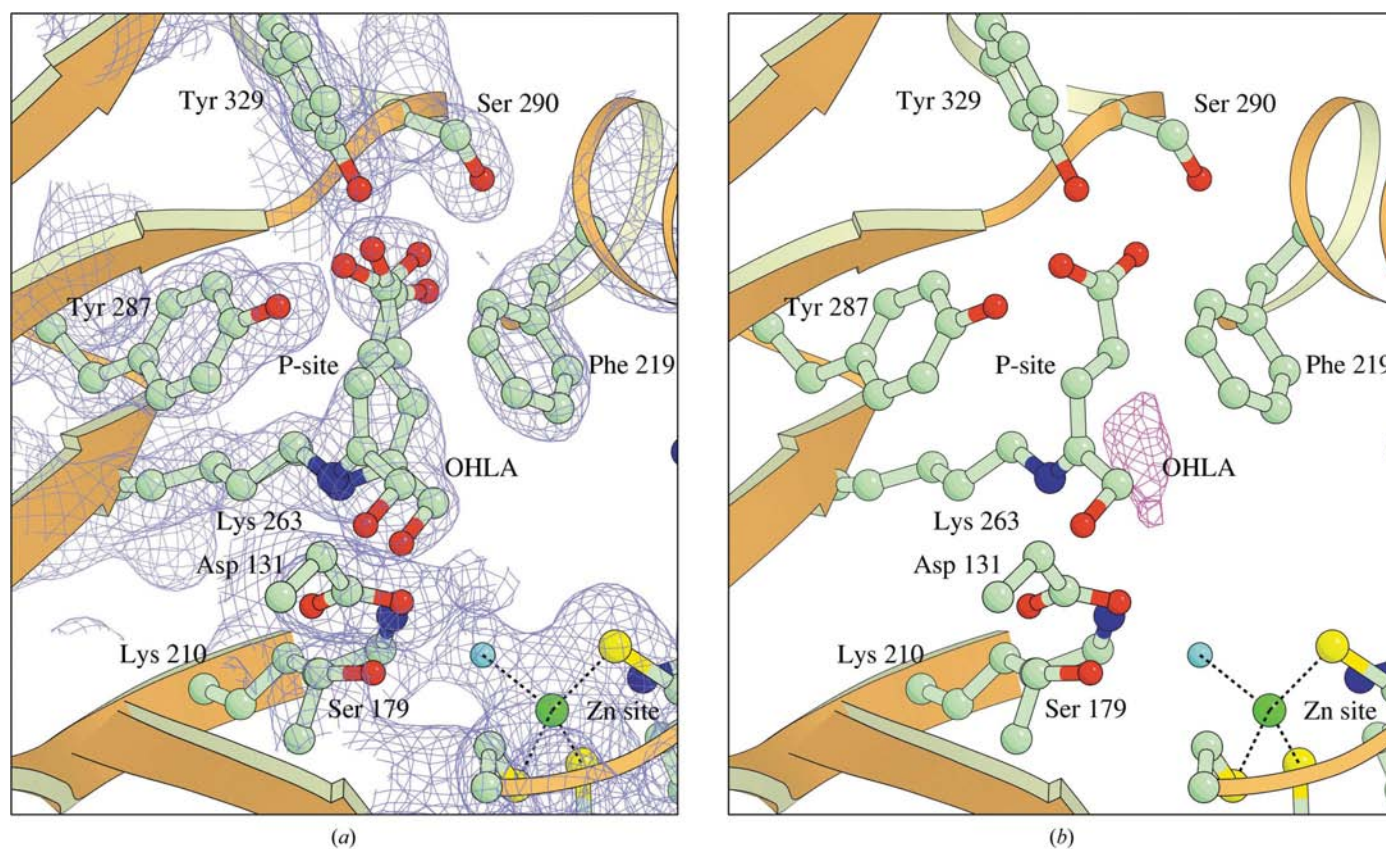 Tyr 329
Ser 290
Tyr 287
P-site
Phe 219
OHLA
Lys 263
Asp 131
Lys 210
Ser 179
Zn site
(a)
Tyr 329
Ser 290
Tyr 287
P-site
Phe 219
OHLA
Lys 263
Asp 131
Lys 210
Ser 179
Zn site
(b)